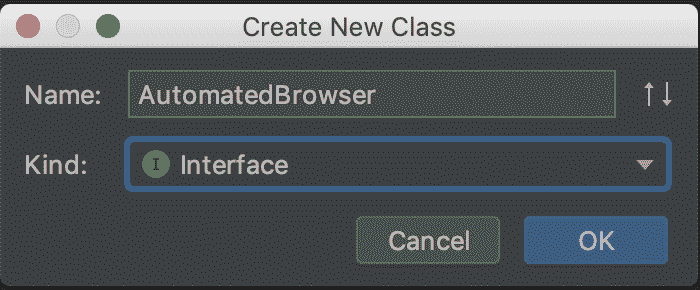 Create New Class
Name: AutomatedBrowser
Kind: I Interface
Cancel OK